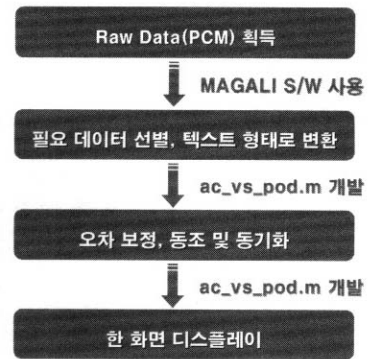 Raw Data(PCM) 획득
MAGALI S/W 사용
필요 데이터 선별, 텍스트 형태로 변환
ac_vs_pod.m 개발
오차 보정, 동조 및 동기화
ac_vs_pod.m 개발
한 화면 디스플레이